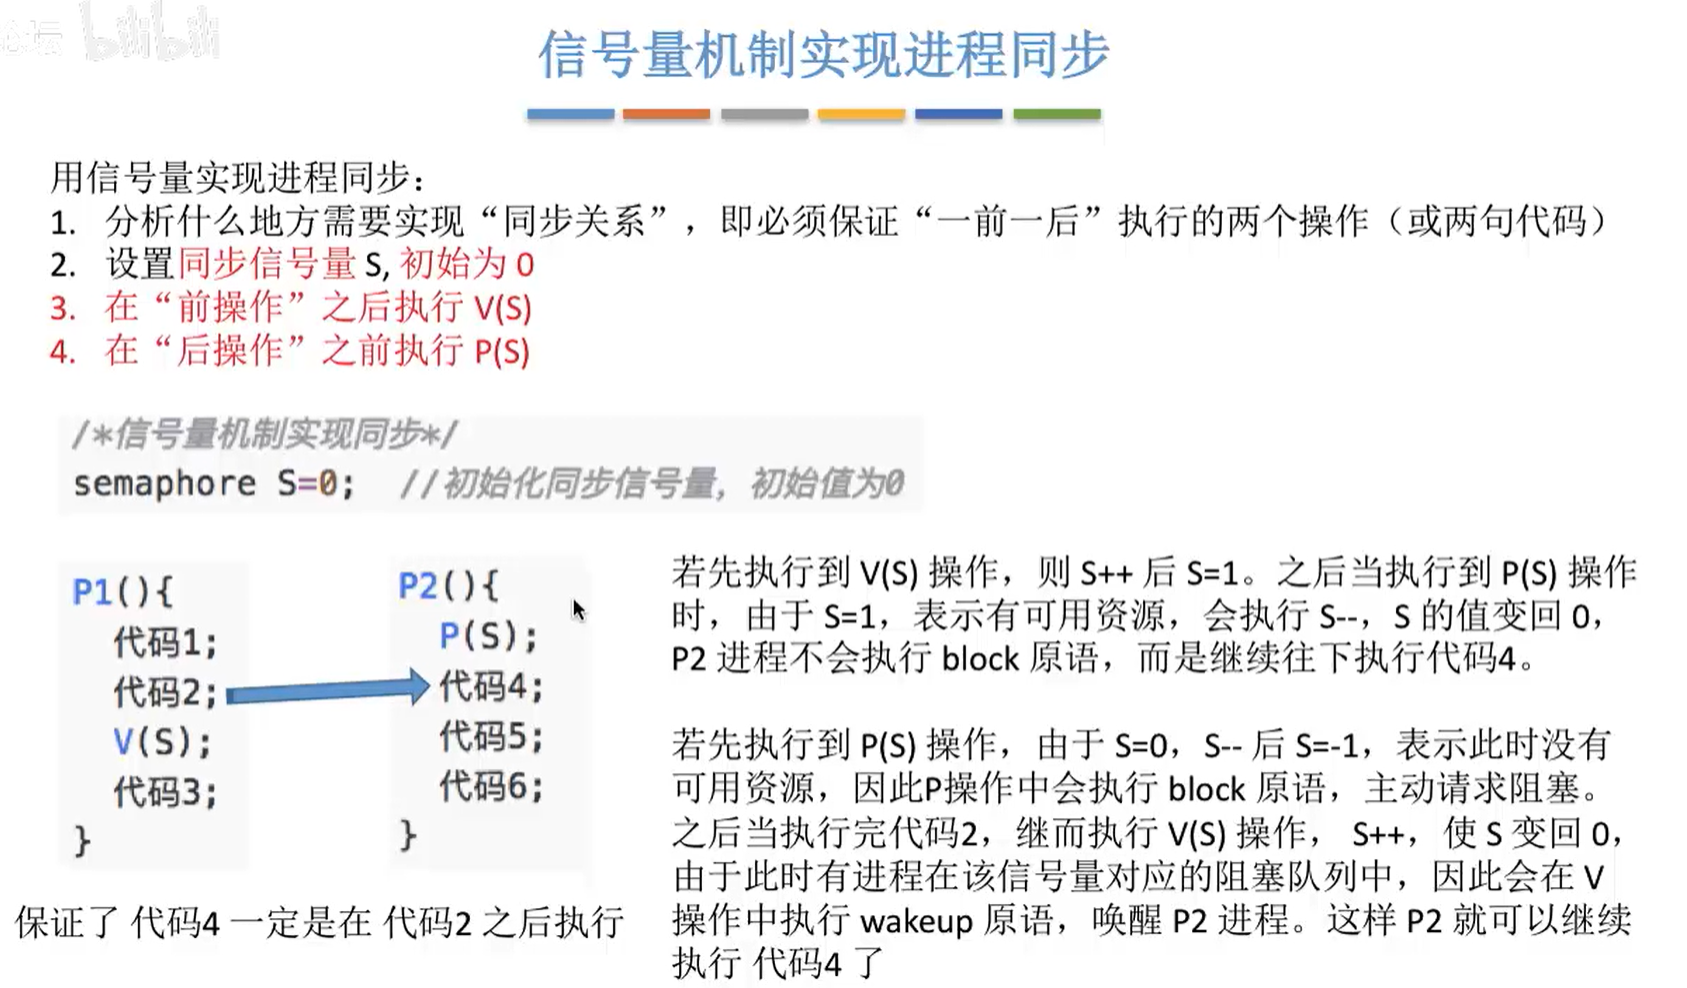 论坛 bilibili
信号量机制实现进程同步
用信号量实现进程同步：
1. 分析什么地方需要实现“同步关系”，即必须保证“一前一后”执行的两个操作（或两句代码）
2. 设置同步信号量 S, 初始为 0
3. 在“前操作”之后执行 V(S)
4. 在“后操作”之前执行 P(S)
/*信号量机制实现同步*/
semaphore S=0; //初始化同步信号量，初始值为0
P1(){
代码1;
代码2;
V(S);
代码3;
}
P2(){
P(S);
代码4;
代码5;
代码6;
}
保证了 代码4 一定是在 代码2 之后执行
若先执行到 V(S) 操作，则 S++ 后 S=1。之后当执行到 P(S) 操作
时，由于 S=1，表示有可用资源，会执行 S--，S 的值变回 0，
P2 进程不会执行 block 原语，而是继续往下执行代码4。
若先执行到 P(S) 操作，由于 S=0，S-- 后 S=-1，表示此时没有
可用资源，因此P操作中会执行 block 原语，主动请求阻塞。
之后当执行完代码2，继而执行 V(S) 操作， S++，使 S 变回 0，
由于此时有进程在该信号量对应的阻塞队列中，因此会在 V
操作中执行 wakeup 原语，唤醒 P2 进程。这样 P2 就可以继续
执行 代码4 了